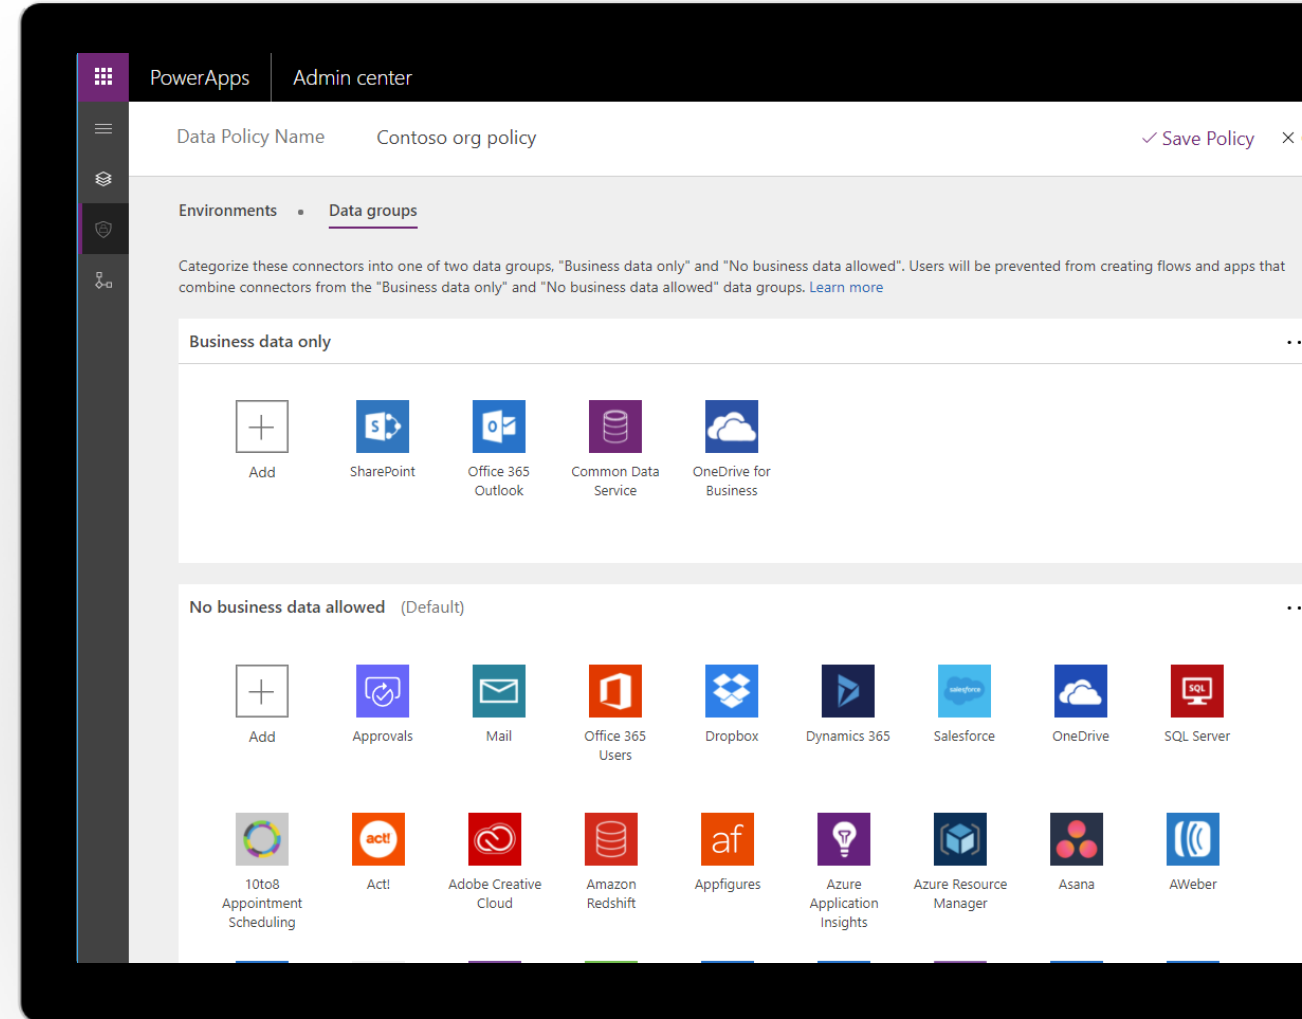 PowerApps Admin center
Data Policy Name Contoso org policy Save Policy
Environments Data groups
Categorize these connectors into one of two data groups, "Business data only" and "No business data allowed". Users will be prevented from creating flows and apps that
combine connectors from the "Business data only" and "No business data allowed" data groups. Learn more
Business data only
S
O
Add SharePoint Office 365 Common Data OneDrive for
Outlook Service Business
No business data allowed (Default)
salesforce SQL
Add Approvals Mail Office 365 Dropbox Dynamics 365 Salesforce OneDrive SQL Server
Users
act! af
10to8 Act! Adobe Creative Amazon Appfigures Azure Azure Resource Asana AWeber
Appointment Cloud Redshift Application Manager
Scheduling Insights